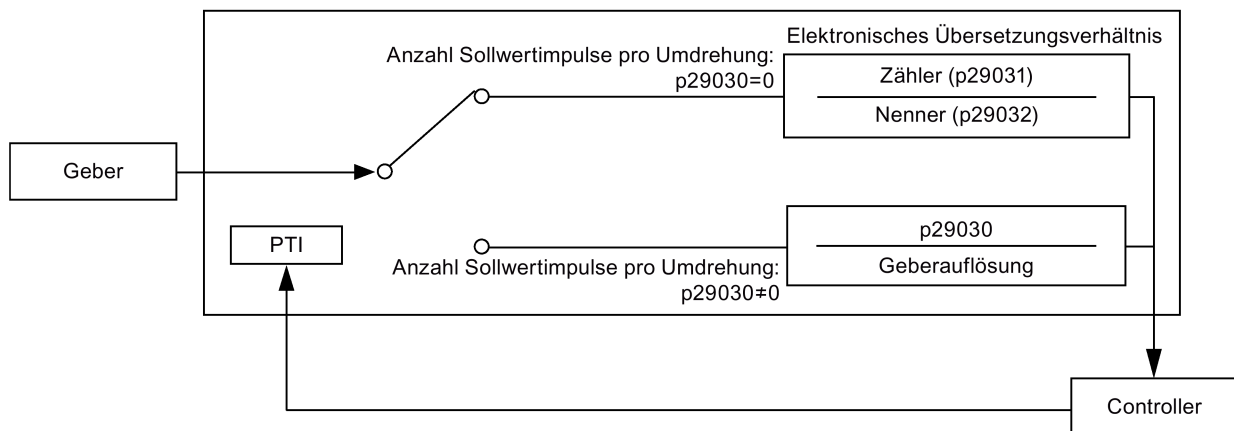 Elektronisches Übersetzungsverhältnis
Anzahl Sollwertimpulse pro Umdrehung:
p29030=0
Zähler (p29031)
Nenner (p29032)
Geber
PTI
p29030
Geberauflösung
Anzahl Sollwertimpulse pro Umdrehung:
p29030≠0
Controller